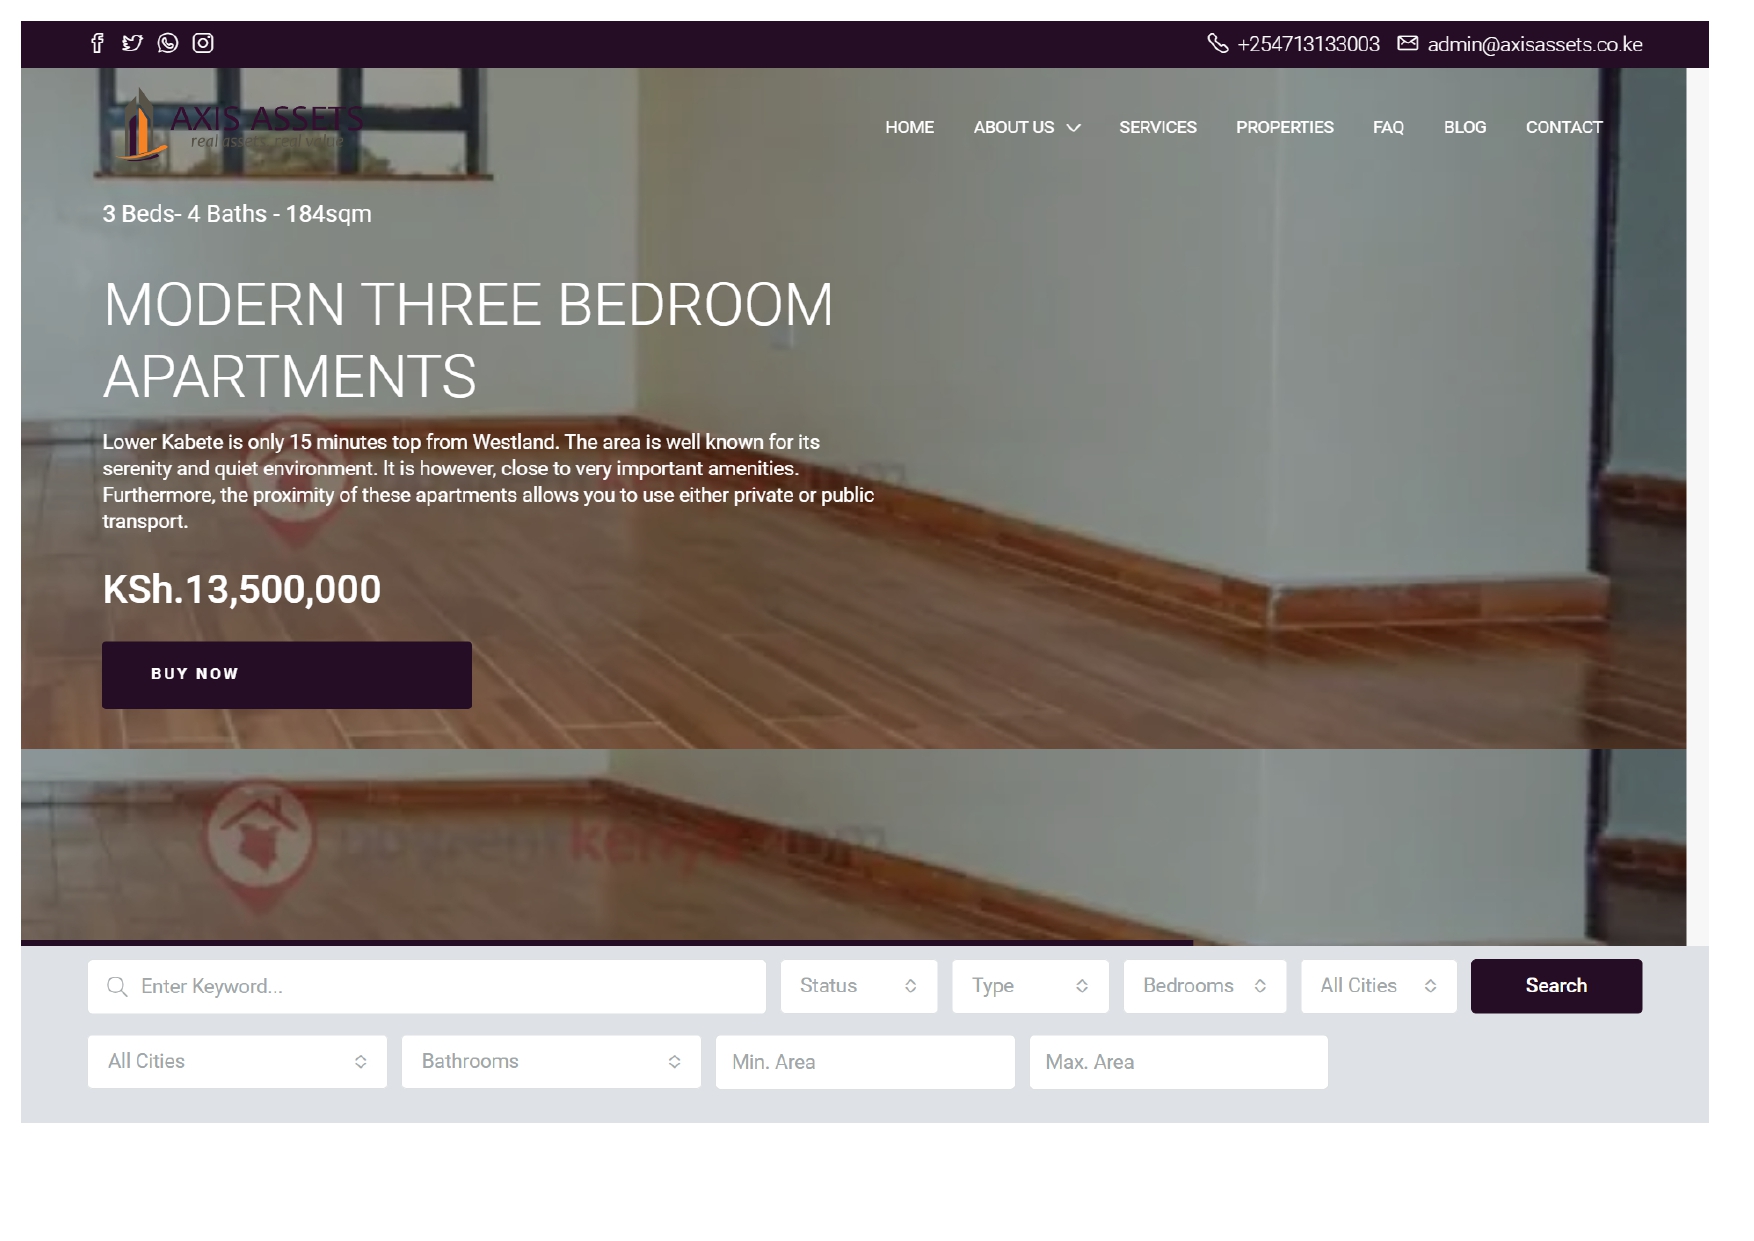 +254713133003 admin@axisassets.co.ke
AXIS ASSETS
real assets, real value
HOME ABOUT US SERVICES PROPERTIES FAQ BLOG CONTACT
3 Beds- 4 Baths - 184sqm
MODERN THREE BEDROOM
APARTMENTS
Lower Kabete is only 15 minutes top from Westland. The area is well known for its
serenity and quiet environment. It is however, close to very important amenities.
Furthermore, the proximity of these apartments allows you to use either private or public
transport.
KSh.13,500,000
BUY NOW
buyrentkenya.com
Enter Keyword... Status Type Bedrooms All Cities Search
All Cities Bathrooms Min. Area Max. Area